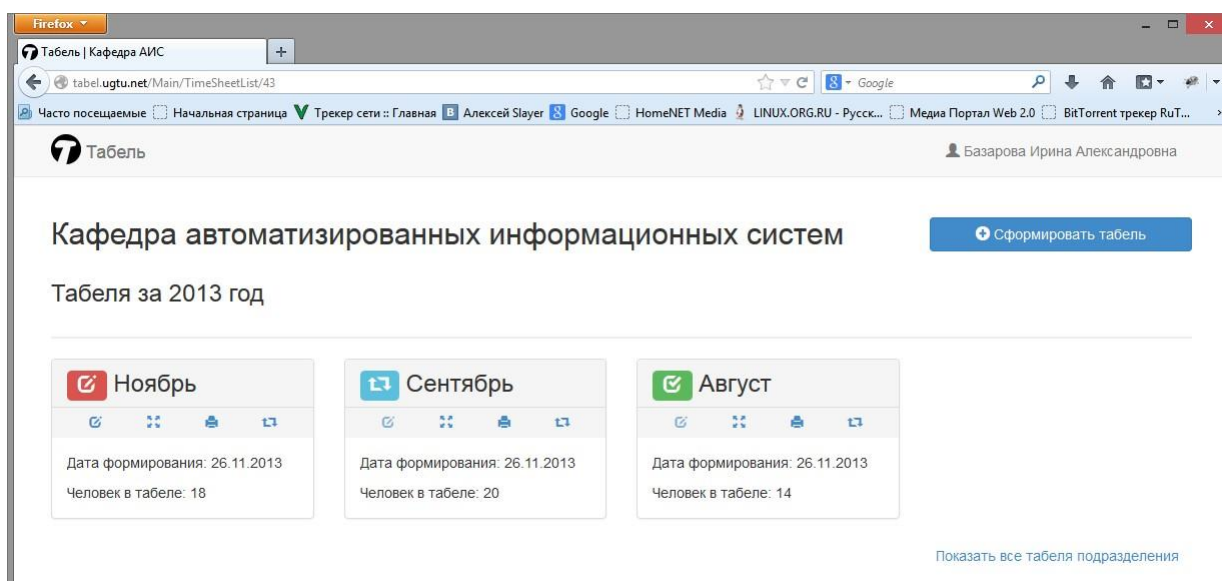 Firefox
Табель | Кафедра АИС
tabel.ugtu.net/Main/TimeSheetList/43
Google
Часто посещаемые Начальная страница Трекер сети :: Главная Алексей Slayer Google HomeNET Media LINUX.ORG.RU - Русск... Медиа Портал Web 2.0 BitTorrent трекер RuT...
Табель
Базарова Ирина Александровна
Кафедра автоматизированных информационных систем
Сформировать табель
Табеля за 2013 год
Ноябрь
Дата формирования: 26.11.2013
Человек в табеле: 18
Сентябрь
Дата формирования: 26.11.2013
Человек в табеле: 20
Август
Дата формирования: 26.11.2013
Человек в табеле: 14
Показать все табеля подразделения